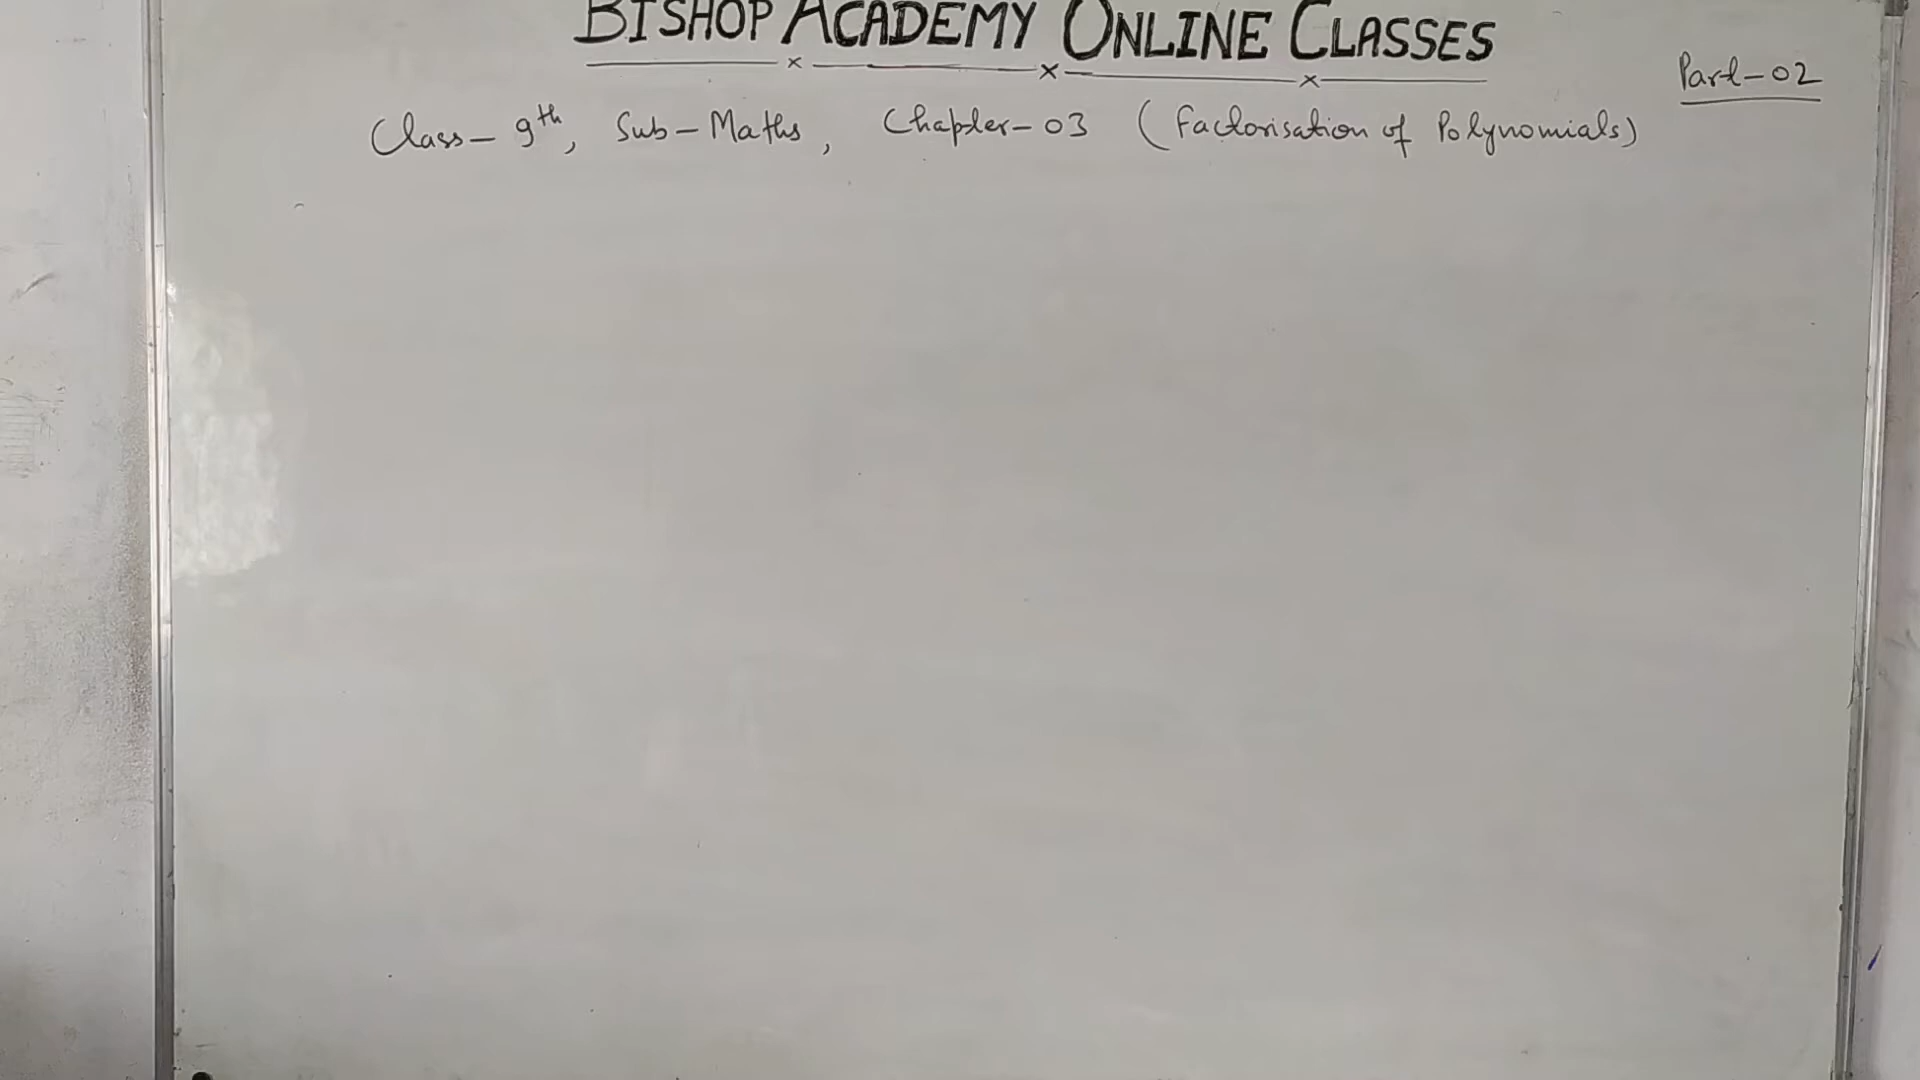 BISHOP ACADEMY ONLINE CLASSES
Part-02
Class-9th, Sub-Maths, Chapter-03 (Factorisation of Polynomials)